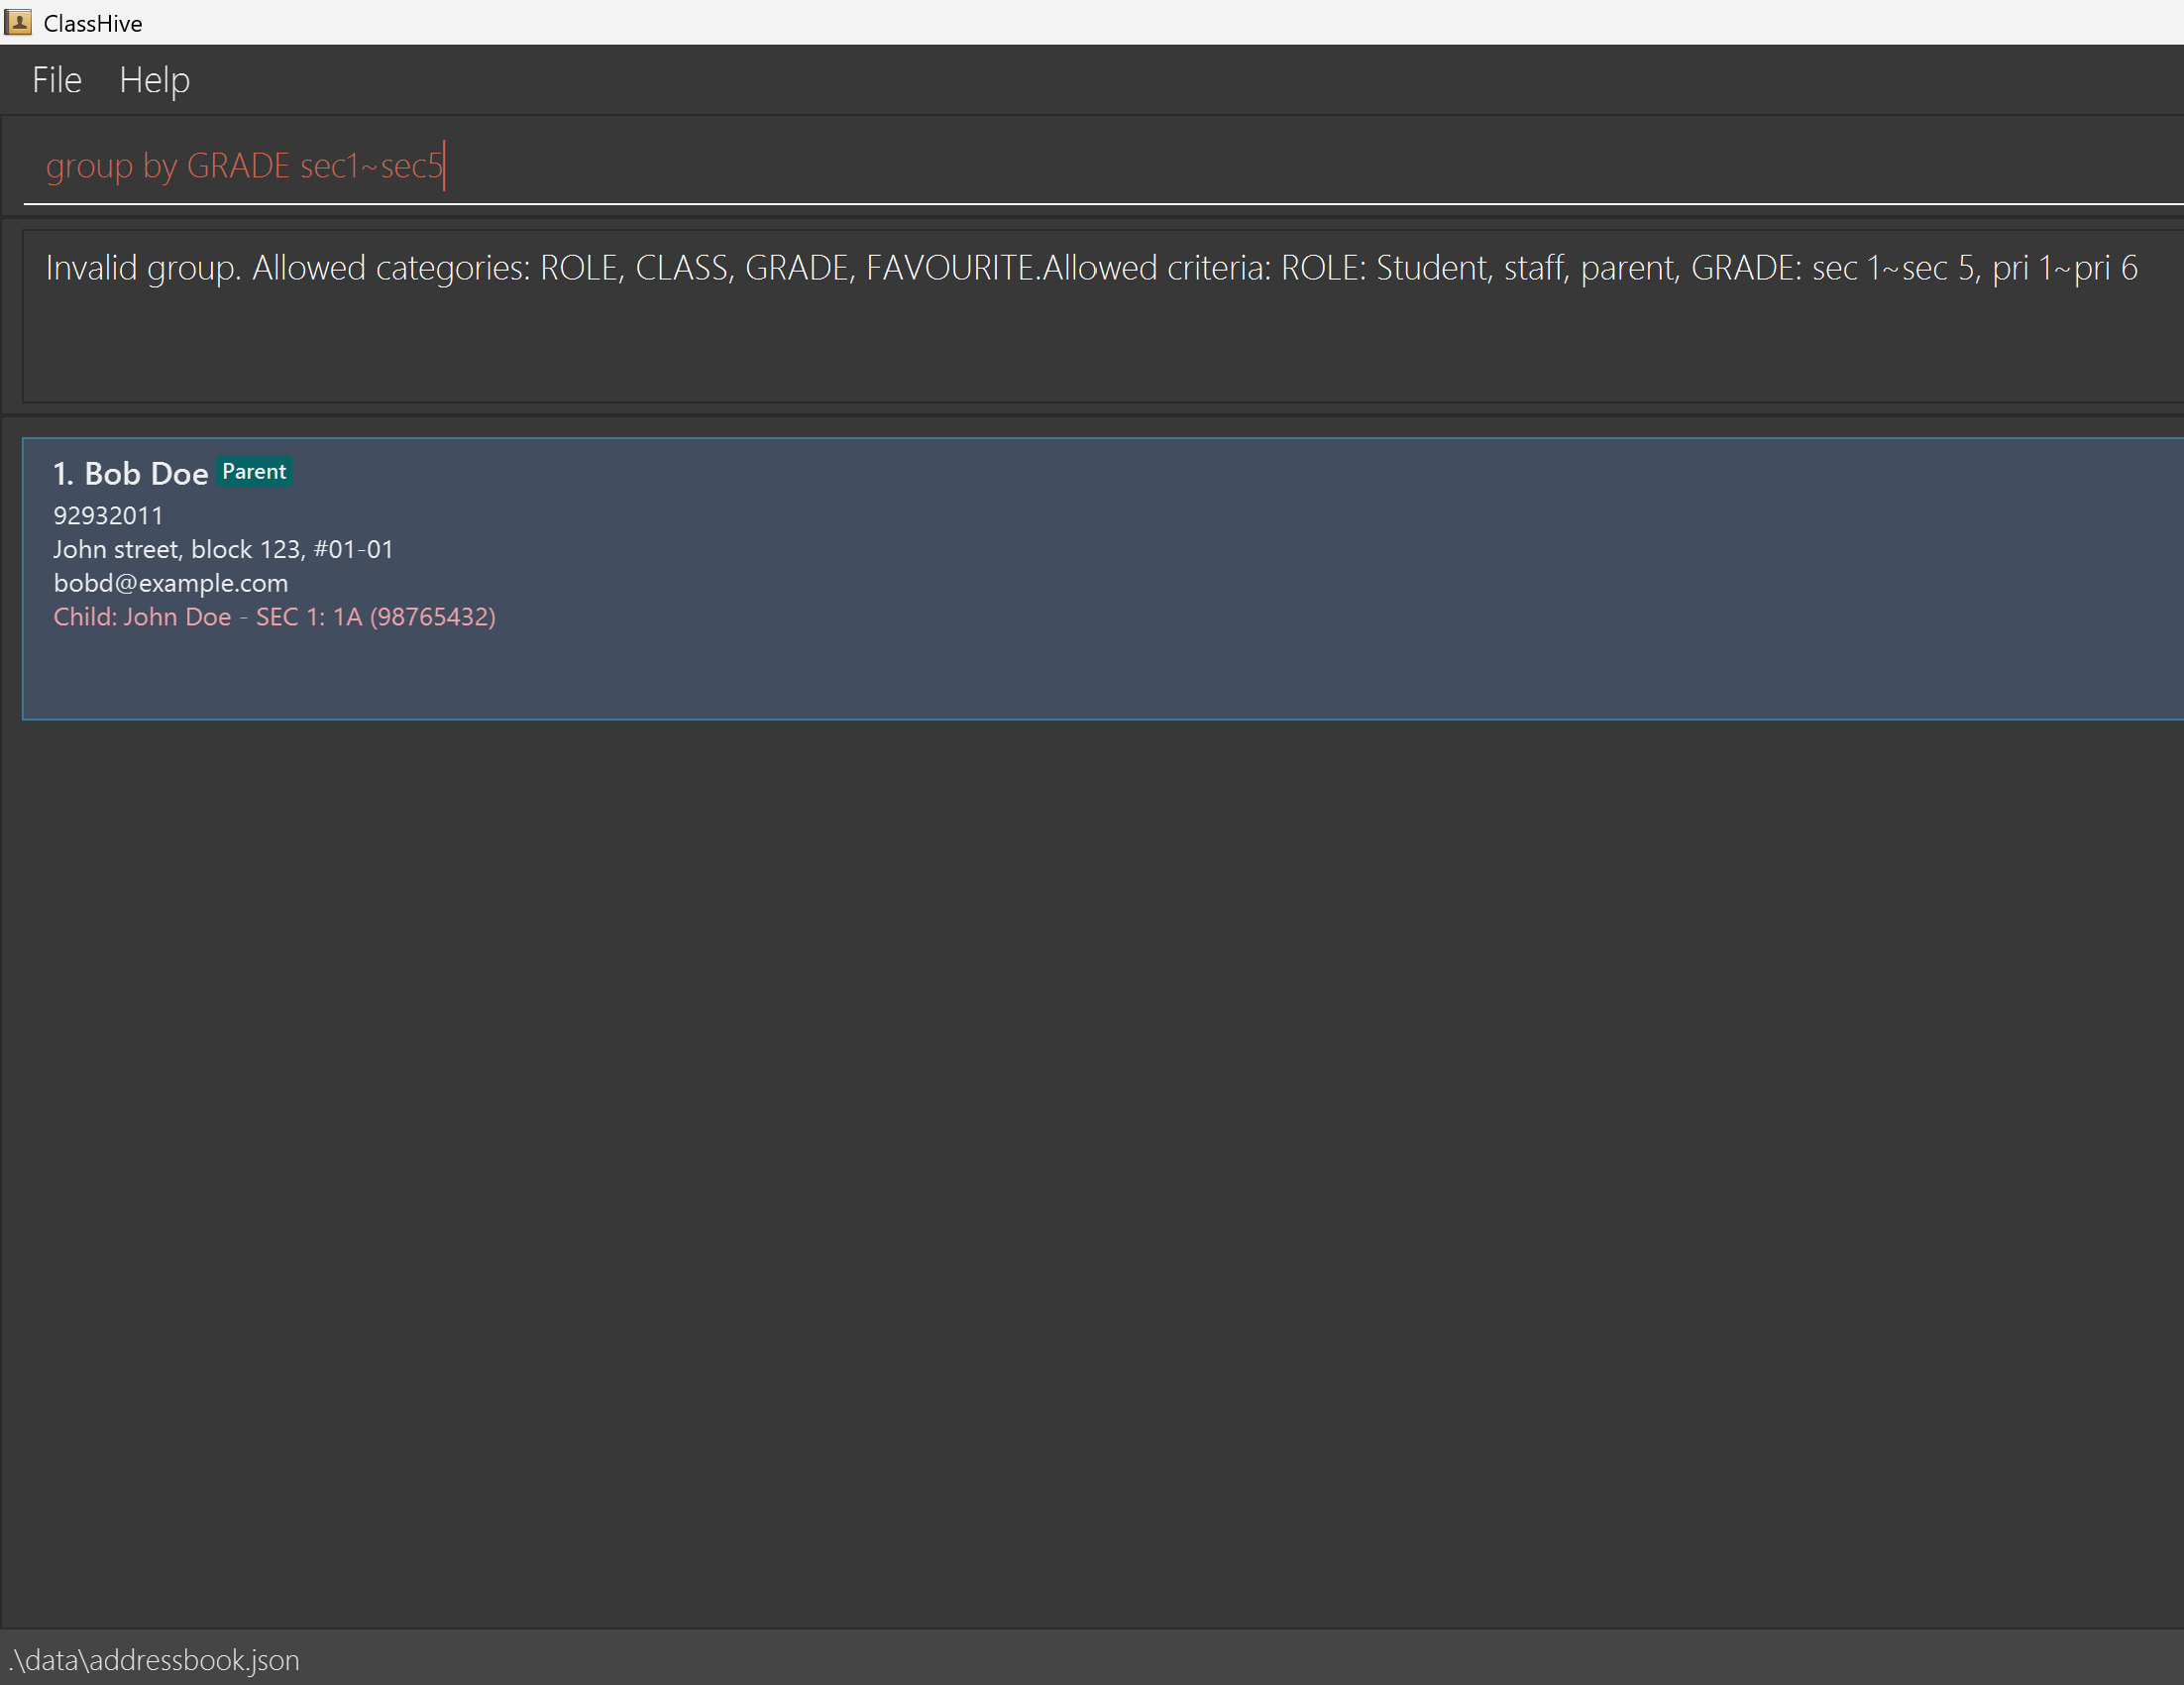 ClassHive
File Help
group by GRADE sec1~sec5
Invalid group. Allowed categories: ROLE, CLASS, GRADE, FAVOURITE.Allowed criteria: ROLE: Student, staff, parent, GRADE: sec 1~sec 5, pri 1~pri 6
1. Bob Doe Parent
92932011
John street, block 123, #01-01
bobd@example.com
Child: John Doe - SEC 1: 1A (98765432)
.\data\addressbook.json